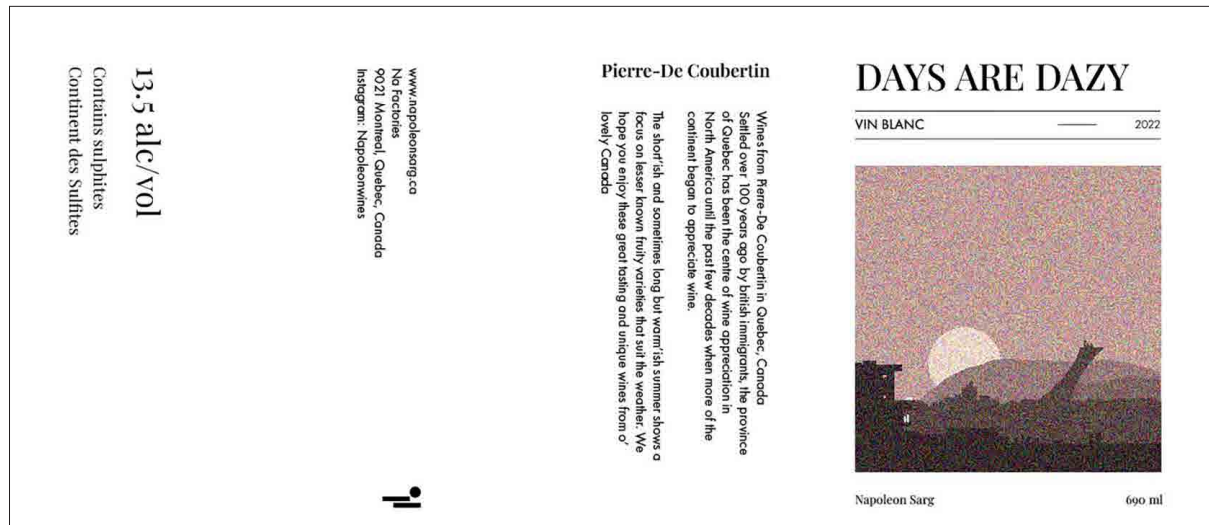 DAYS ARE DAZY
VIN BLANC
2022
Napoleon Sarg
690 ml
Pierre-De Coubertin
Wines from Pierre-De Coubertin in Quebec, Canada
Settled over 100 years ago by british immigrants, the province
of Quebec has been the centre of wine appreciation in
North America until the past few decades when more of the
continent began to appreciate wine.
The short'ish and sometimes long but warm'ish summer shows a
focus on lesser known fruity varieties that suit the weather. We
hope you enjoy these great tasting and unique wines from o'
lovely Canada
www.napoleonsarg.ca
Na Factories
9021 Montreal, Quebec, Canada
Instagram: Napoleonwines
13.5 alc/vol
Contains sulphites
Continent des Sulfites